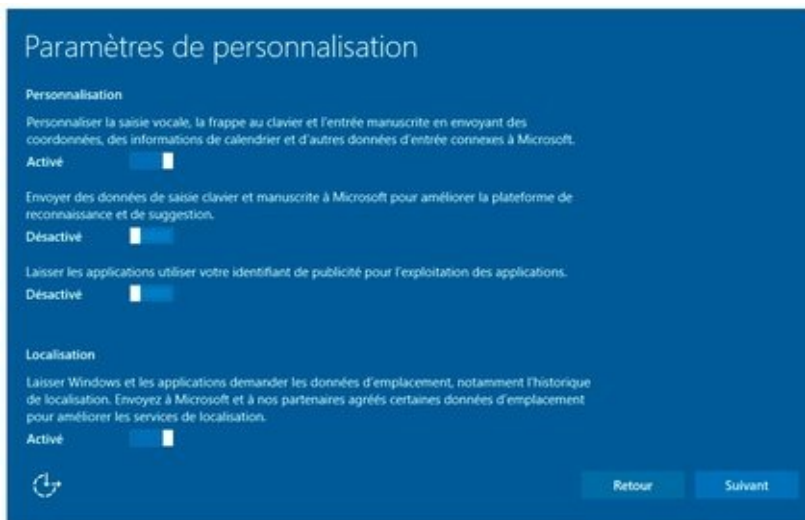 Paramètres de personnalisation
Personnalisation
Personnaliser la saisie vocale, la frappe au clavier et l'entrée manuscrite en envoyant des
coordonnées, des informations de calendrier et d'autres données d'entrée connexes à Microsoft.
Activé
Envoyer des données de saisie clavier et manuscrite à Microsoft pour améliorer la plateforme de
reconnaissance et de suggestion.
Désactivé
Laisser les applications utiliser votre identifiant de publicité pour l'exploitation des applications.
Désactivé
Localisation
Laisser Windows et les applications demander les données d'emplacement, notamment l'historique
de localisation. Envoyez à Microsoft et à nos partenaires agréés certaines données d'emplacement
pour améliorer les services de localisation.
Activé
Retour
Suivant